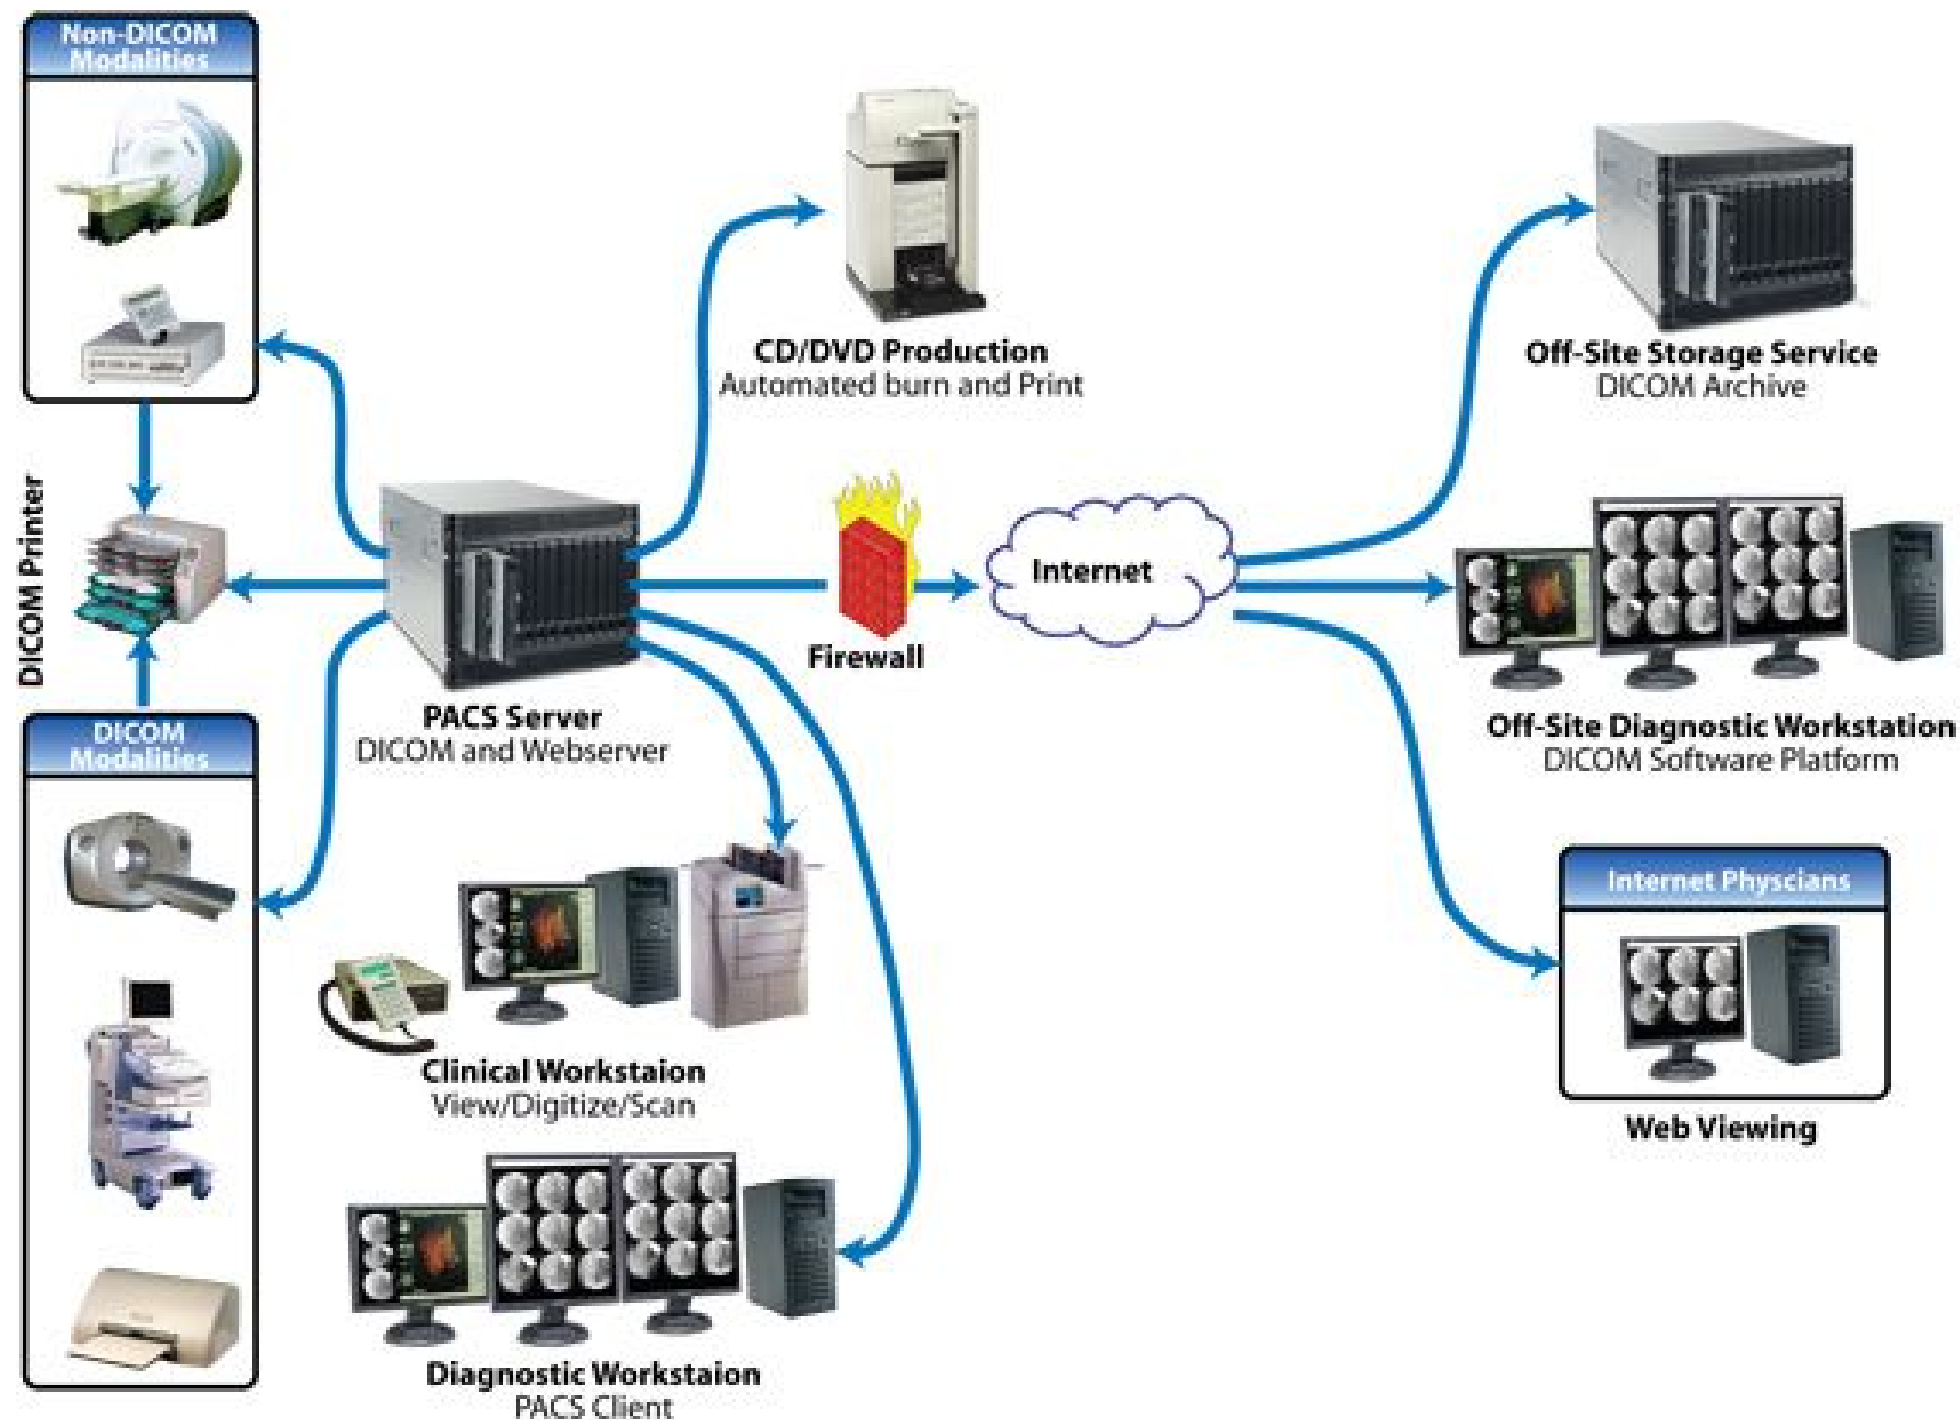 Non-DICOM
Modalities
CD/DVD Production
Automated burn and Print
Off-Site Storage Service
DICOM Archive
DICOM Printer
Internet
Firewall
PACS Server
DICOM and Webserver
Off-Site Diagnostic Workstation
DICOM Software Platform
DICOM
Modalities
Internet Physcians
Web Viewing
Clinical Workstaion
View/Digitize/Scan
Diagnostic Workstaion
PACS Client